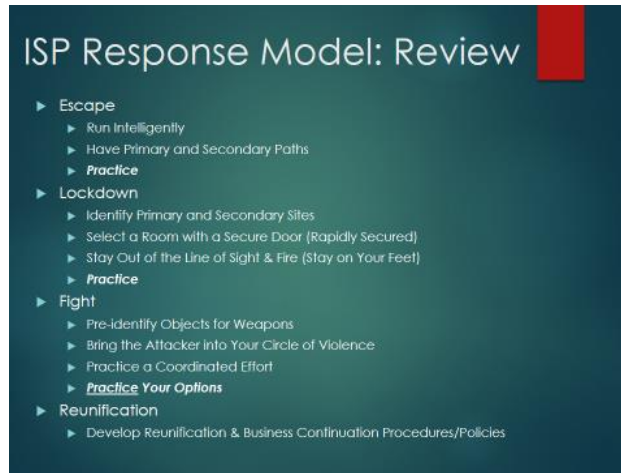 ISP Response Model: Review
Escape
Run Intelligently
Have Primary and Secondary Paths
Practice
Lockdown
Identify Primary and Secondary Sites
Select a Room with a Secure Door (Rapidly Secured)
Stay Out of the Line of Sight & Fire (Stay on Your Feet)
Practice
Fight
Pre-identify Objects for Weapons
Bring the Attacker into Your Circle of Violence
Practice a Coordinated Effort
Practice Your Options
Reunification
Develop Reunification & Business Continuation Procedures/Policies